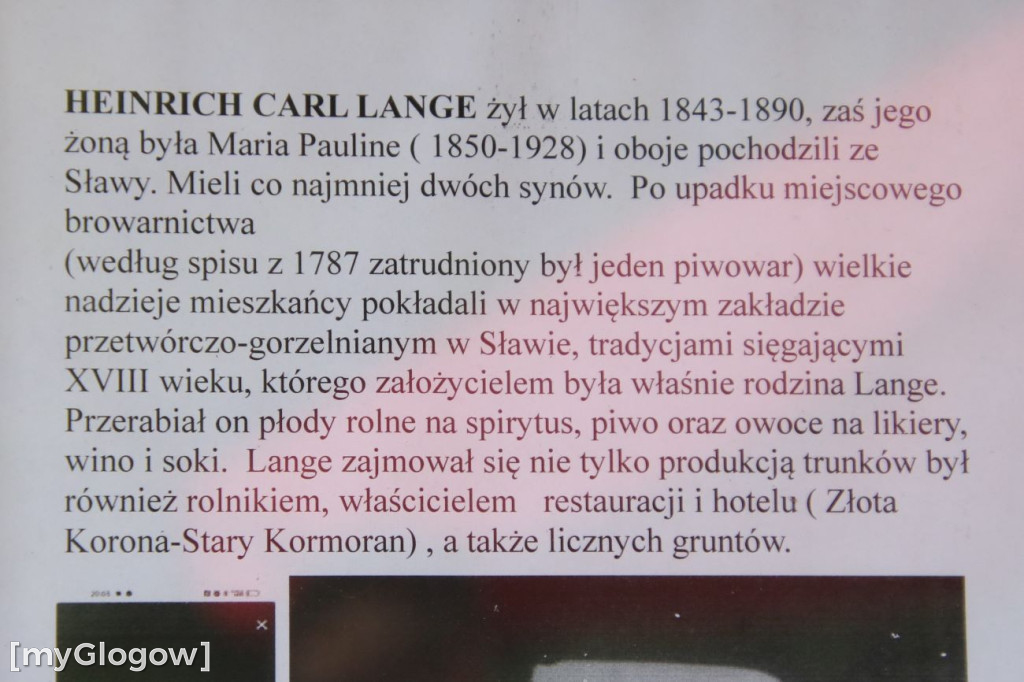 HEINRICH CARL LANGE żył w latach 1843-1890, zaś jego
żoną była Maria Pauline ( 1850-1928) i oboje pochodzili ze
Sławy. Mieli co najmniej dwóch synów. Po upadku miejscowego
browarnictwa
(według spisu z 1787 zatrudniony był jeden piwowar) wielkie
nadzieje mieszkańcy pokładali w największym zakładzie
przetwórczo-gorzelnianym w Sławie, tradycjami sięgającymi
XVIII wieku, którego założycielem była właśnie rodzina Lange.
Przerabiał on płody rolne na spirytus, piwo oraz owoce na likiery,
wino i soki. Lange zajmował się nie tylko produkcją trunków był
również rolnikiem, właścicielem restauracji i hotelu ( Złota
Korona-Stary Kormoran) , a także licznych gruntów.
[myGlogow]